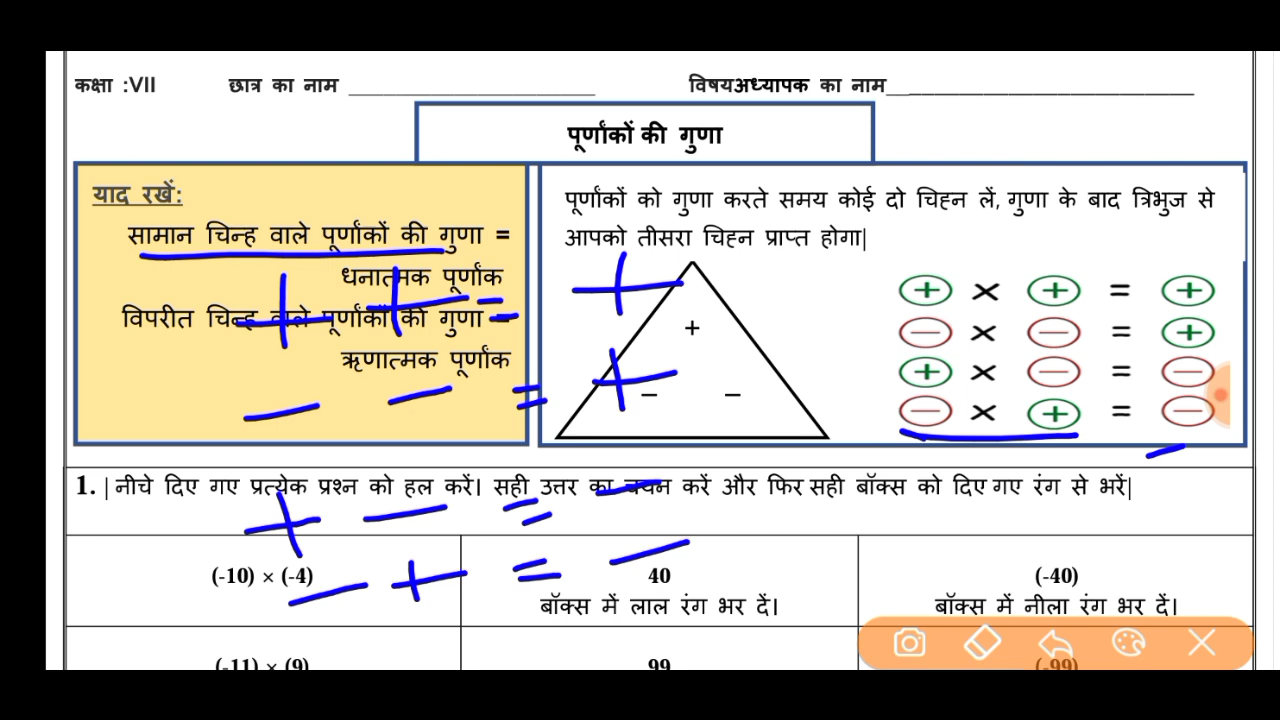 कक्षा :VII छात्र का नाम ____________________ विषयअध्यापक का नाम_________________________
पूर्णांकों की गुणा
याद रखें:
सामान चिन्ह वाले पूर्णांकों की गुणा =
धनात्मक पूर्णांक
विपरीत चिन्ह वाले पूर्णांकों की गुणा =
ऋणात्मक पूर्णांक
+ + = +
− − = +
+ − = −
− + = −
पूर्णांकों को गुणा करते समय कोई दो चिह्न लें, गुणा के बाद त्रिभुज से
आपको तीसरा चिह्न प्राप्त होगा|
+
− −
+ × + = +
− × − = +
+ × − = −
− × + = −
1. | नीचे दिए गए प्रत्येक प्रश्न को हल करें। सही उत्तर का चयन करें और फिर सही बॉक्स को दिए गए रंग से भरें|
(-10) × (-4) 40 (-40)
बॉक्स में लाल रंग भर दें। बॉक्स में नीला रंग भर दें।
(-11) × (9) 99 (-99)